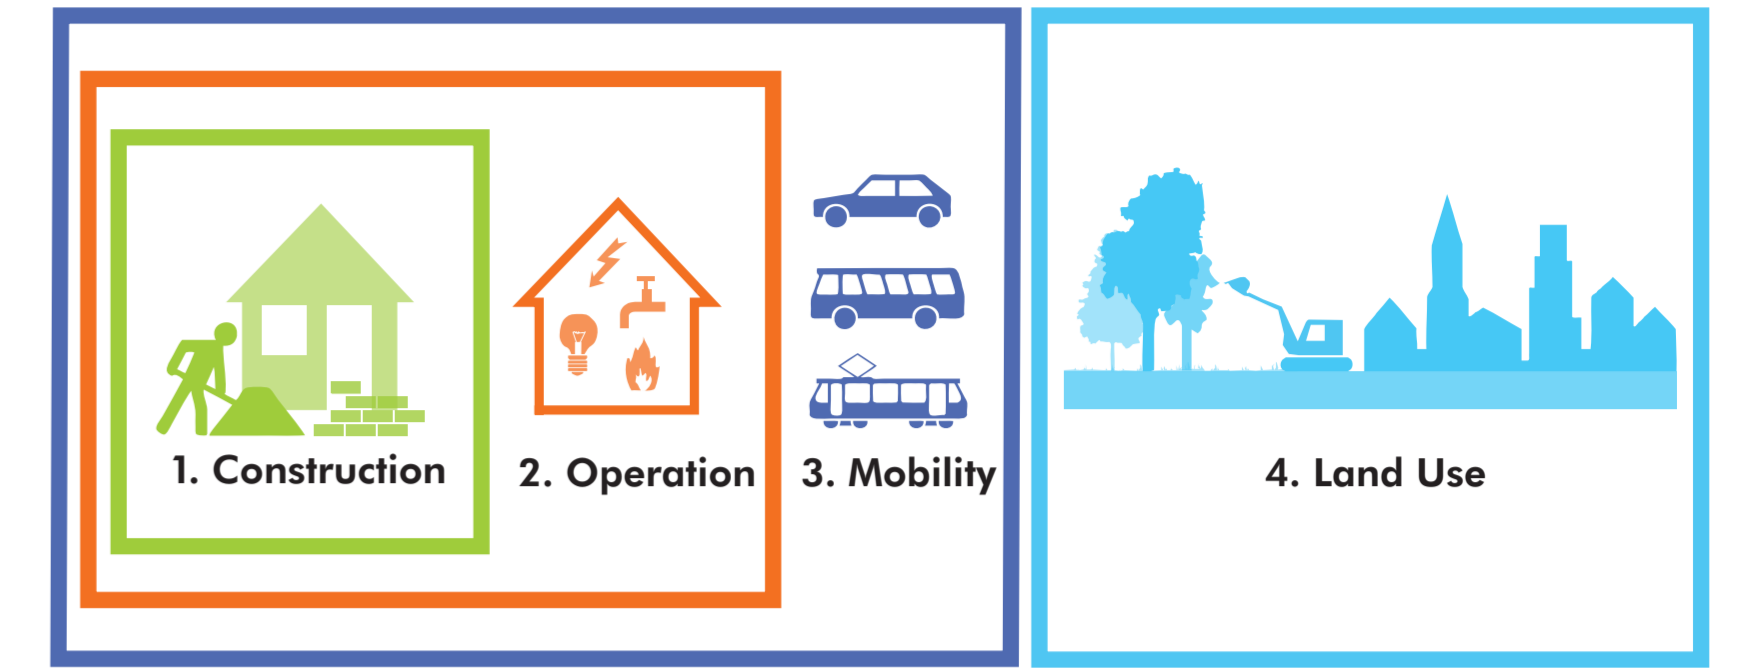 1. Construction
2. Operation
3. Mobility
4. Land Use